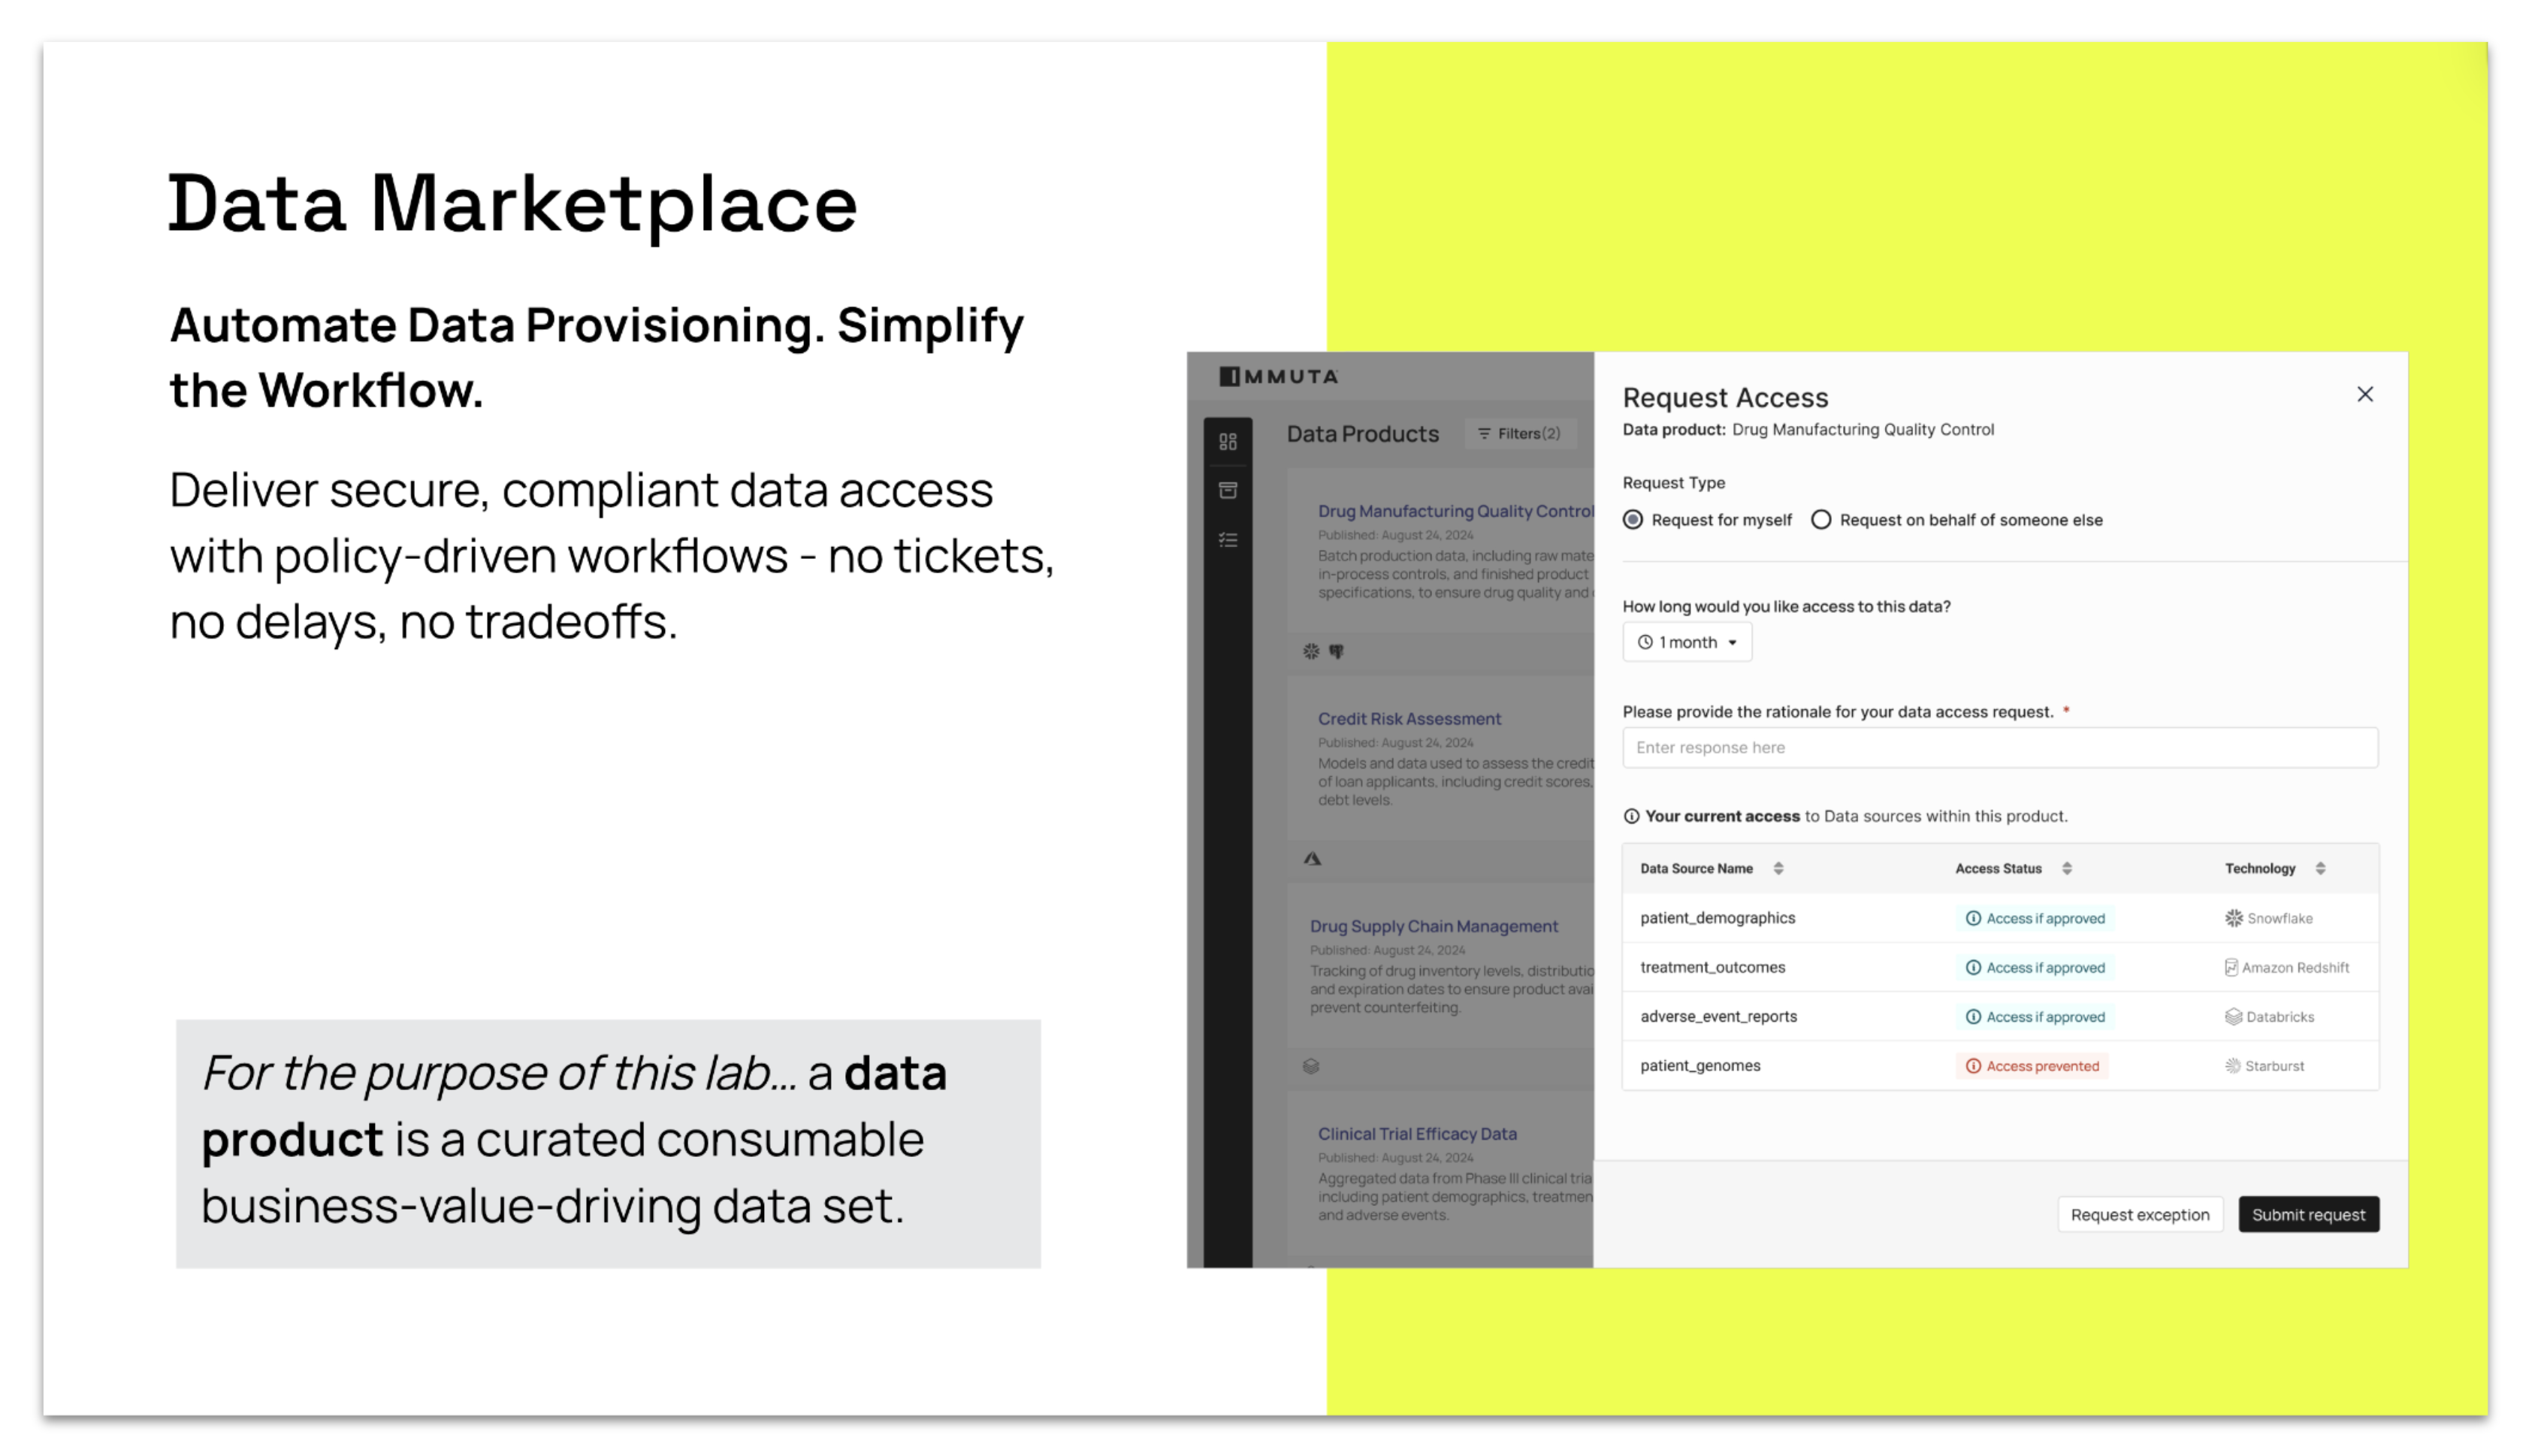 Data Marketplace
Automate Data Provisioning. Simplify
the Workflow.
Deliver secure, compliant data access
with policy-driven workflows - no tickets,
no delays, no tradeoffs.
For the purpose of this lab... a data
product is a curated consumable
business-value-driving data set.
IMMUTA
Data Products
Filters(2)
Drug Manufacturing Quality Control
Published: August 24, 2024
Batch production data, including raw mate
in-process controls, and finished product
specifications, to ensure drug quality and
Credit Risk Assessment
Published: August 24, 2024
Models and data used to assess the credit
of loan applicants, including credit scores,
debt levels.
Drug Supply Chain Management
Published: August 24, 2024
Tracking of drug inventory levels, distributio
and expiration dates to ensure product avai
prevent counterfeiting.
Clinical Trial Efficacy Data
Published: August 24, 2024
Aggregated data from Phase III clinical tria
including patient demographics, treatmen
and adverse events.
Request Access
Data product: Drug Manufacturing Quality Control
Request Type
Request for myself Request on behalf of someone else
How long would you like access to this data?
1 month
Please provide the rationale for your data access request. *
Enter response here
Your current access to Data sources within this product.
Data Source Name Access Status Technology
patient_demographics Access if approved Snowflake
treatment_outcomes Access if approved Amazon Redshift
adverse_event_reports Access if approved Databricks
patient_genomes Access prevented Starburst
Request exception Submit request